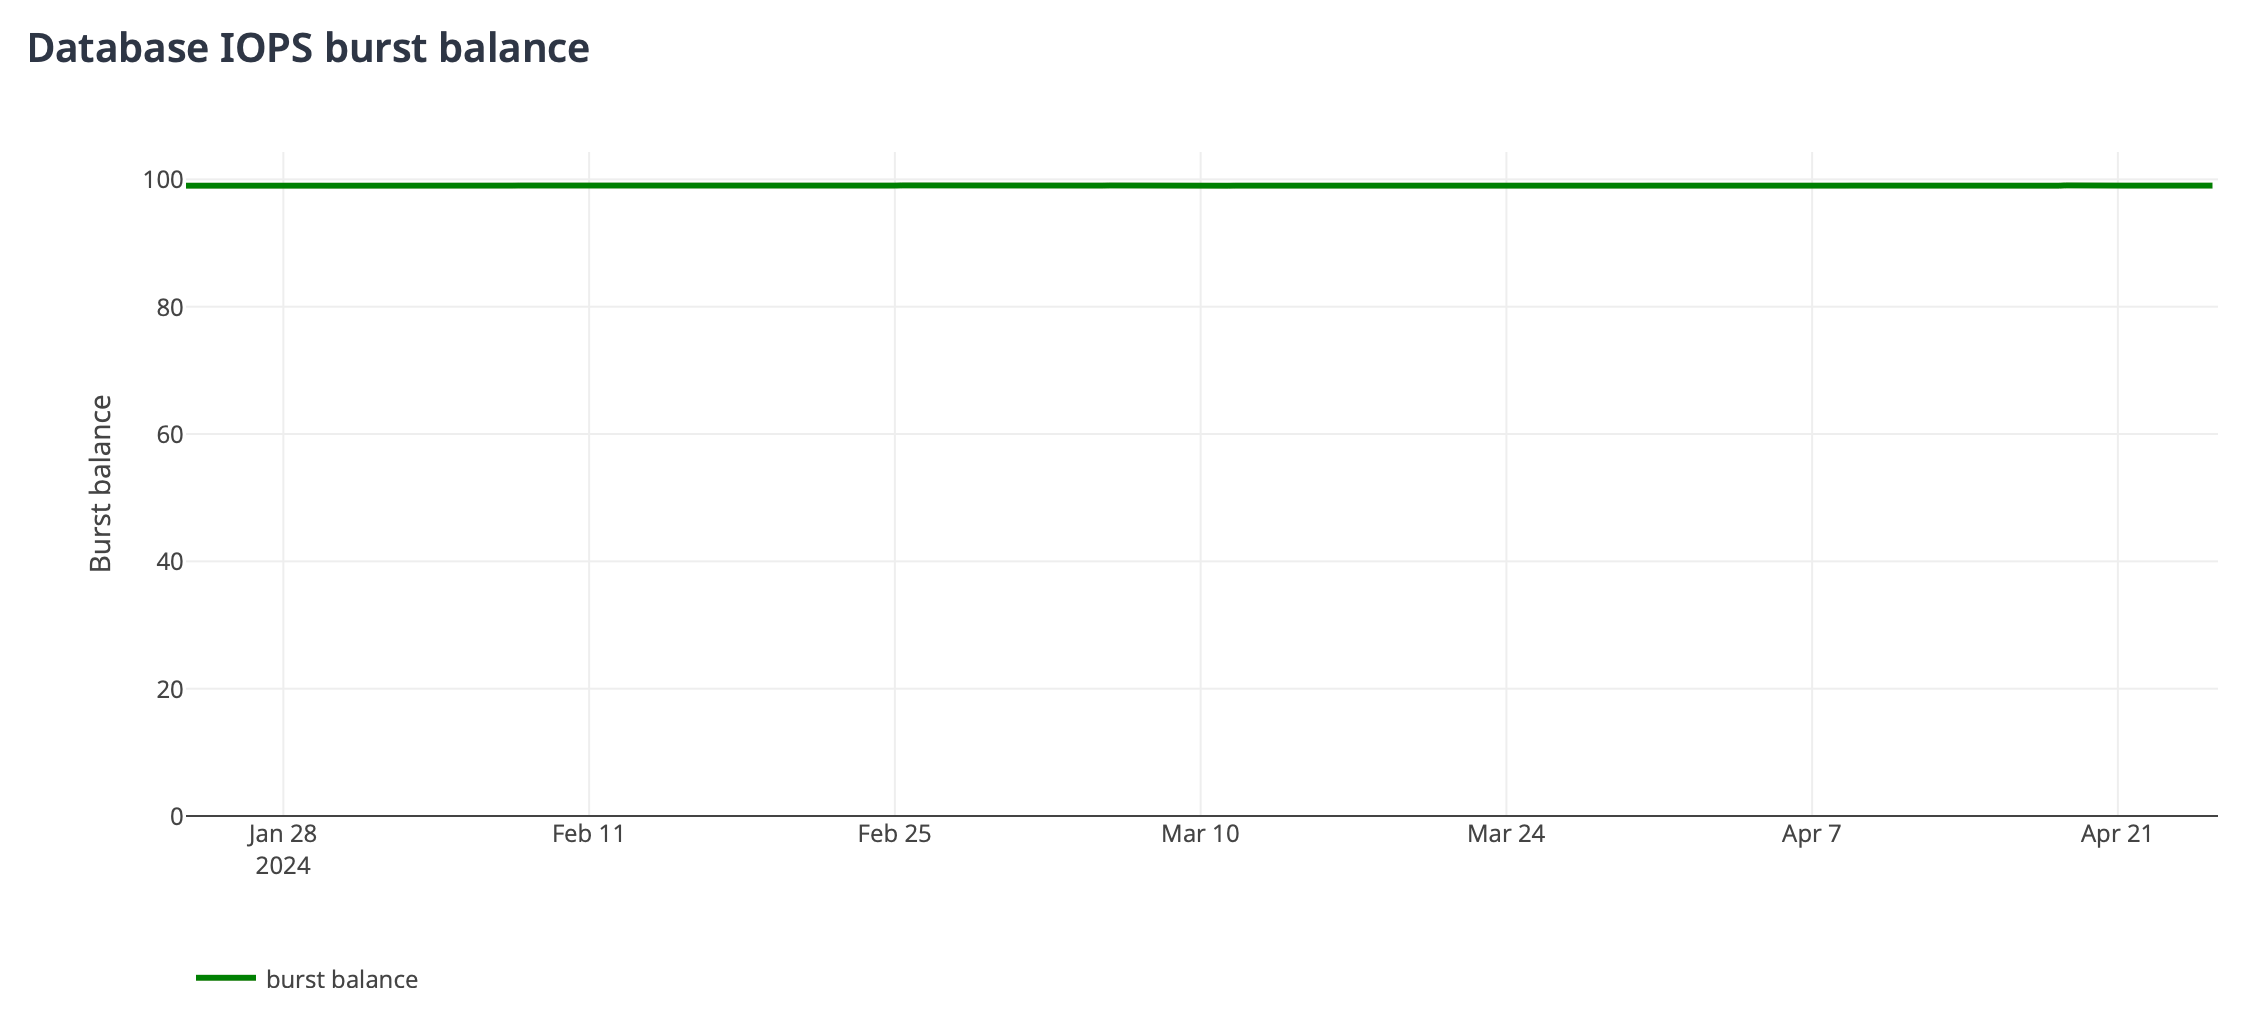 Database IOPS burst balance
Burst balance
100
80
60
40
20
0
Jan 28 Feb 11 Feb 25 Mar 10 Mar 24 Apr 7 Apr 21
2024
burst balance